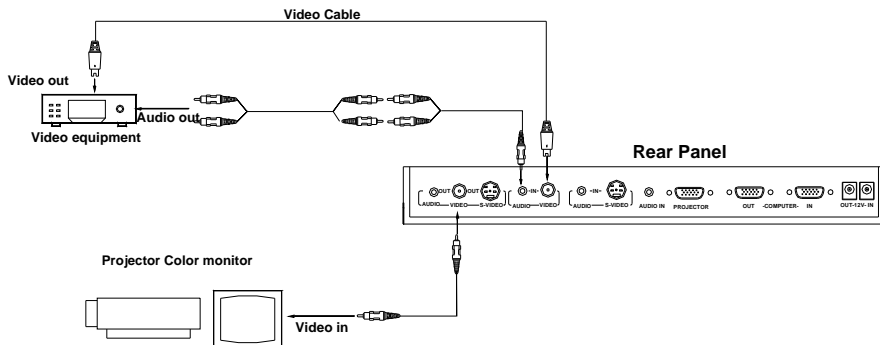 Video Cable
Video out
Audio out
Video equipment
Rear Panel
OUT OUT -IN- -IN-
AUDIO VIDEO S-VIDEO AUDIO VIDEO AUDIO S-VIDEO AUDIO IN PROJECTOR OUT -COMPUTER- IN OUT-12V- IN
Projector Color monitor
Video in